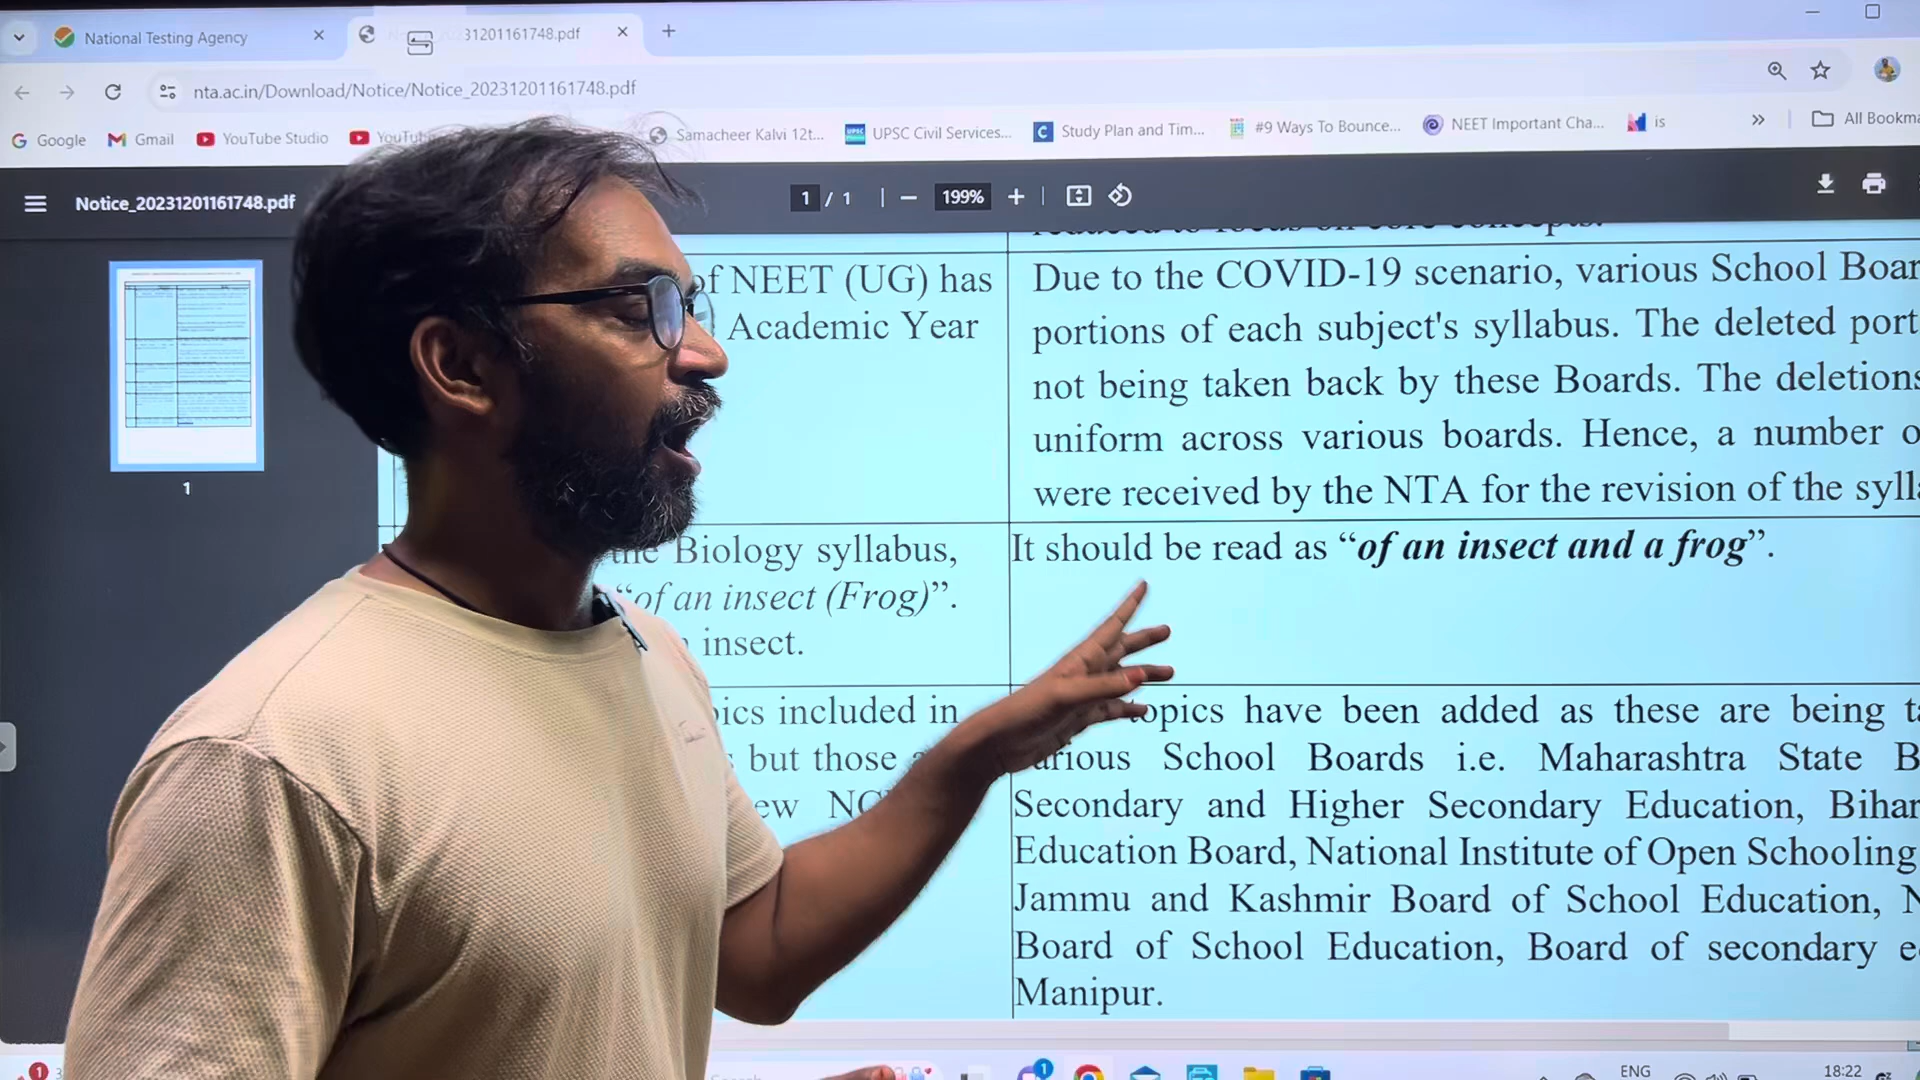 National Testing Agency
31201161748.pdf
nta.ac.in/Download/Notice/Notice_20231201161748.pdf
Google
Gmail
YouTube Studio
Samacheer Kalvi 12t...
UPSC Civil Services...
Study Plan and Tim...
#9 Ways To Bounce...
NEET Important Cha...
is
All Bookma
Notice_20231201161748.pdf
1 / 1
199%
1
of NEET (UG) has
Academic Year
Due to the COVID-19 scenario, various School Boar
portions of each subject's syllabus. The deleted port
not being taken back by these Boards. The deletions
uniform across various boards. Hence, a number o
were received by the NTA for the revision of the syll
the Biology syllabus,
“of an insect (Frog)”.
insect.
It should be read as “of an insect and a frog”.
ics included in
but those
ew
topics have been added as these are being t
arious School Boards i.e. Maharashtra State B
Secondary and Higher Secondary Education, Bihar
Education Board, National Institute of Open Schooling
Jammu and Kashmir Board of School Education, N
Board of School Education, Board of secondary e
Manipur.
1
1
ENG
18:22